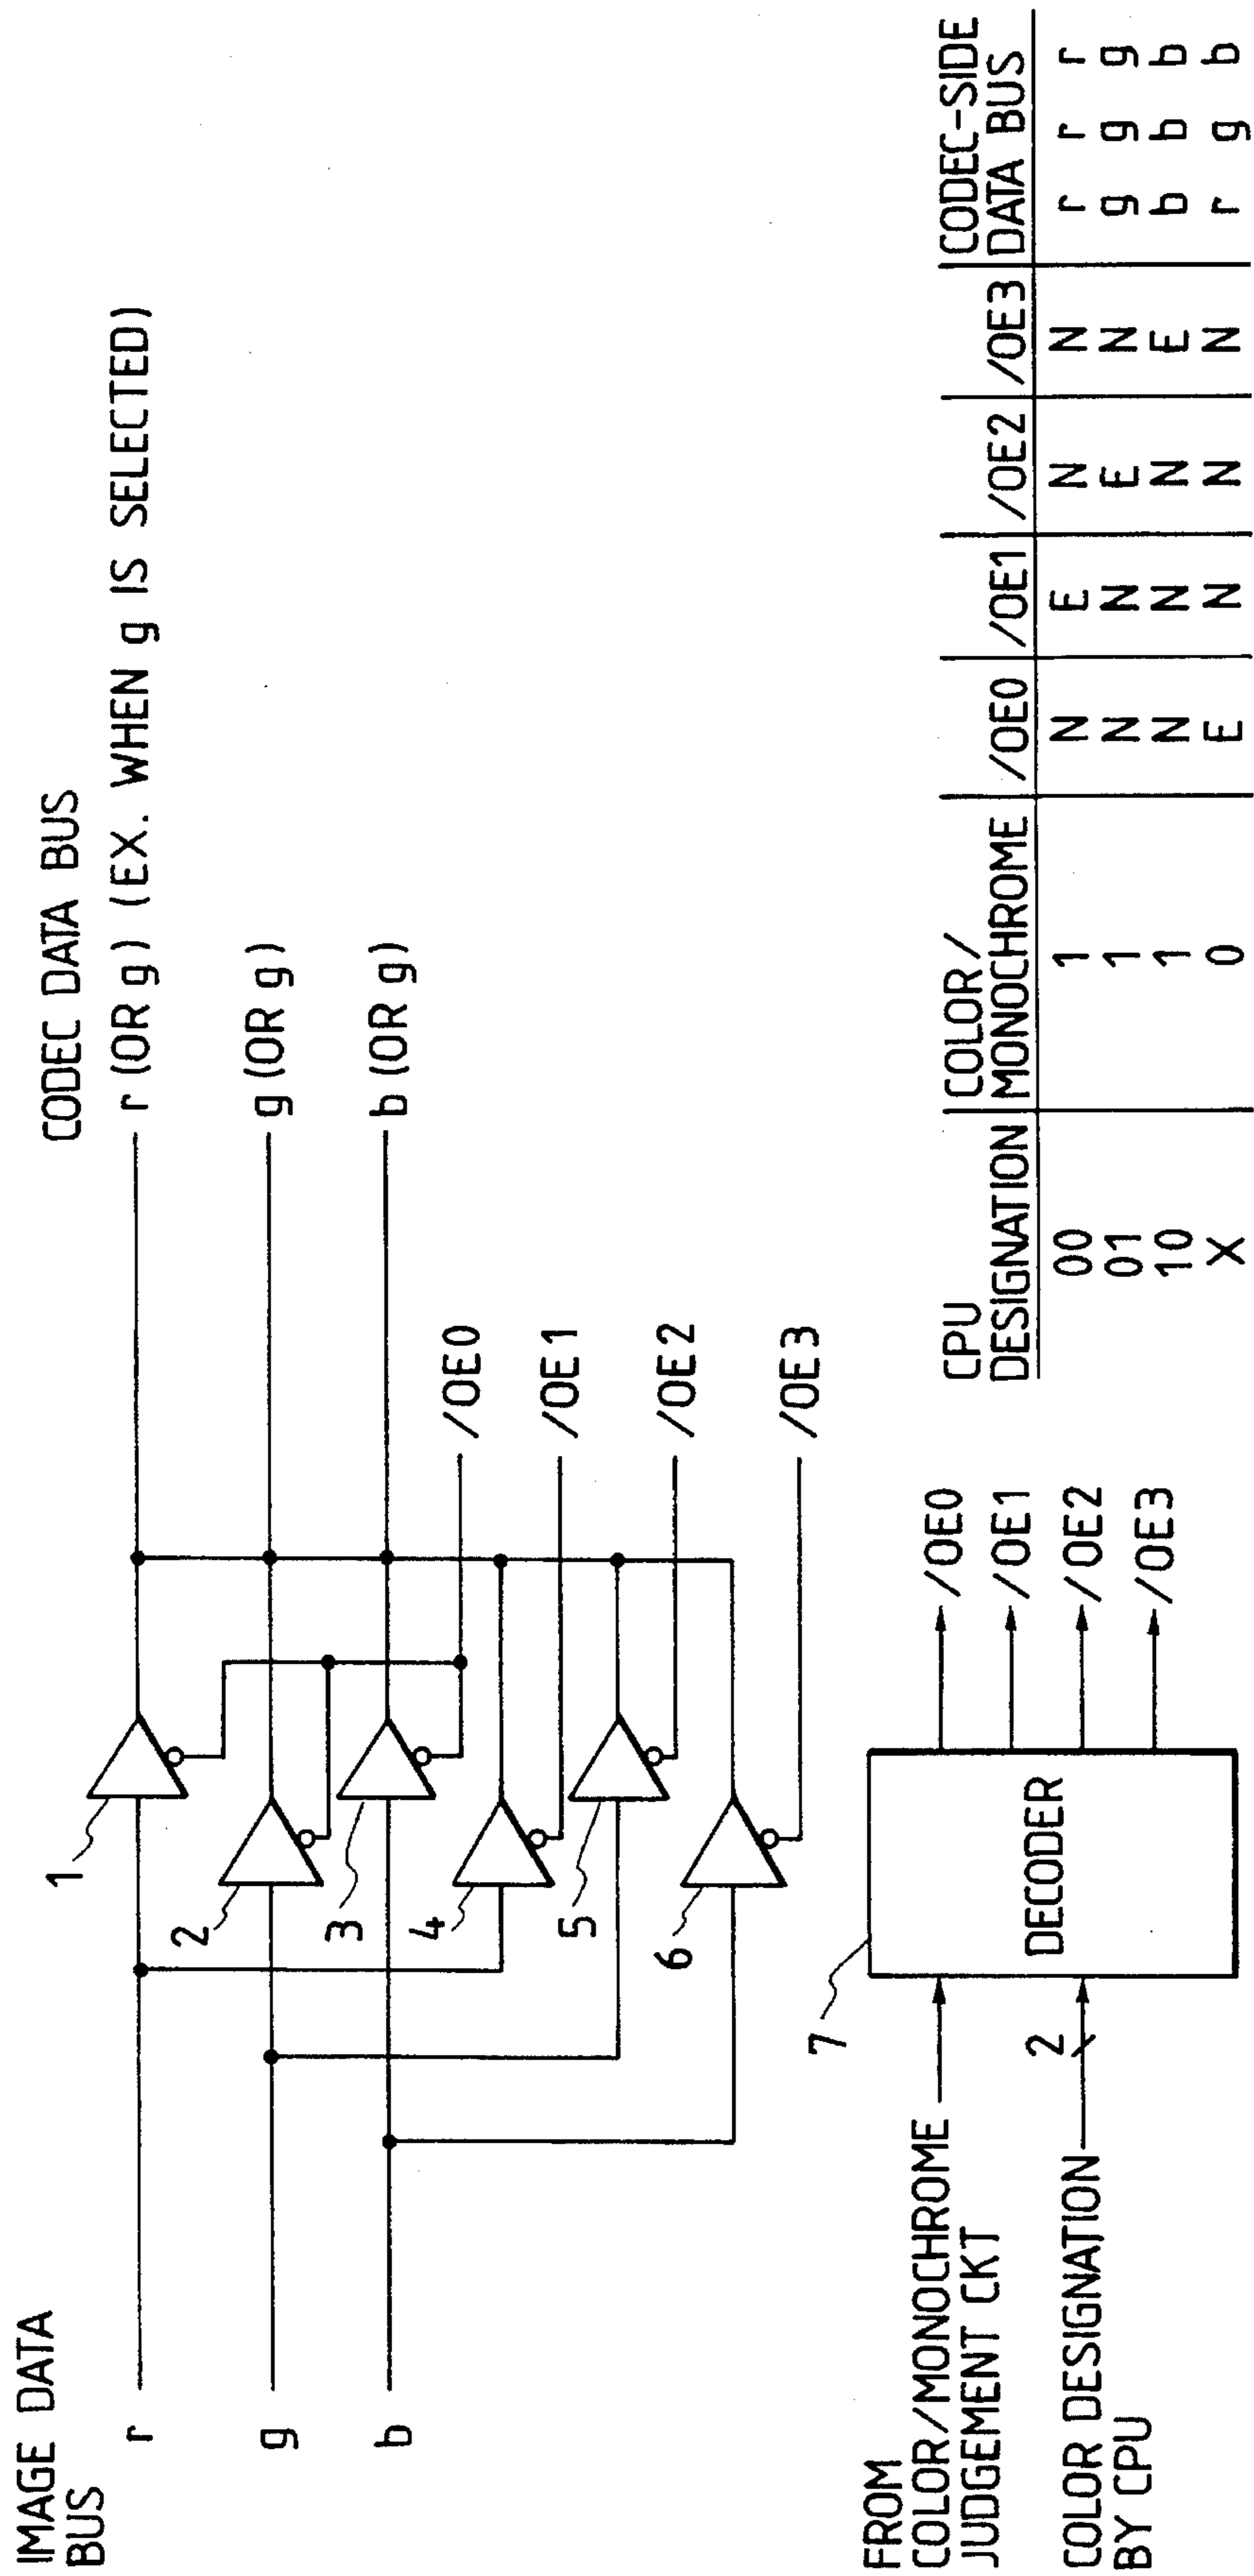 IMAGE DATA
BUS
CODEC DATA BUS
r
r (OR g) (EX. WHEN g IS SELECTED)
g
g (OR g)
b
b (OR g)
1
2
3
4
5
6
/OE0
/OE1
/OE2
/OE3
FROM
COLOR/MONOCHROME
JUDGEMENT CKT
COLOR DESIGNATION
BY CPU
2
7
DECODER
/OE0
/OE1
/OE2
/OE3
CPU DESIGNATION COLOR/MONOCHROME /OE0 /OE1 /OE2 /OE3 CODEC-SIDE DATA BUS
00 1 N E N N r r r
01 1 N N E N g g g
10 1 N N N E b b b
X 0 E N N N r g b